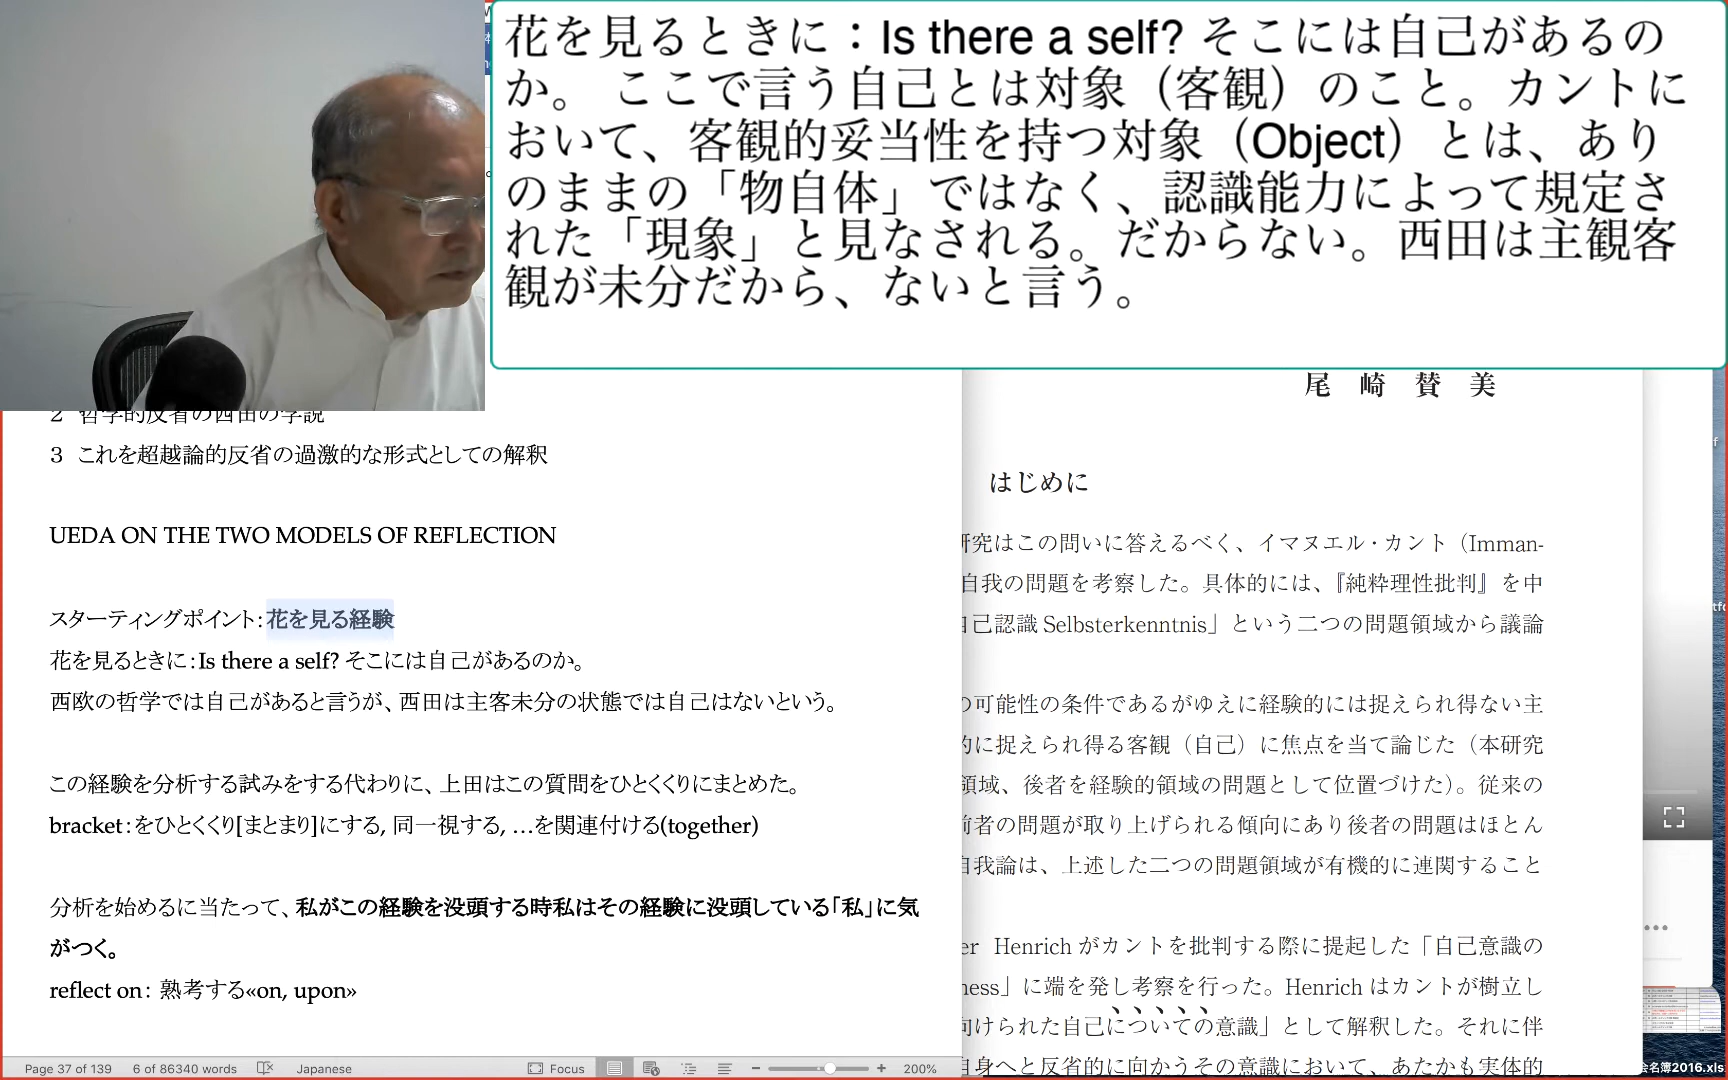 花を見るときに：Is there a self? そこには自己があるの
か。 ここで言う自己とは対象（客観）のこと。カントに
おいて、客観的妥当性を持つ対象（Object）とは、あり
のままの「物自体」ではなく、認識能力によって規定さ
れた「現象」と見なされる。だからない。西田は主観客
観が未分だから、ないと言う。
2 哲学的反省の西田の学説
3 これを超越論的反省の過激的な形式としての解釈
UEDA ON THE TWO MODELS OF REFLECTION
スターティングポイント：花を見る経験
花を見るときに：Is there a self? そこには自己があるのか。
西欧の哲学では自己があると言うが、西田は主客未分の状態では自己はないという。
この経験を分析する試みをする代わりに、上田はこの質問をひとくくりにまとめた。
bracket：をひとくくり[まとまり]にする, 同一視する, …を関連付ける(together)
分析を始めるに当たって、私がこの経験を没頭する時私はその経験に没頭している「私」に気
がつく。
reflect on： 熟考する«on, upon»
Page 37 of 139 6 of 86340 words Japanese Focus 200%
尾 崎 賛 美
はじめに
研究はこの問いに答えるべく、イマヌエル・カント（Imman-
自我の問題を考察した。具体的には、『純粋理性批判』を中
自己認識 Selbsterkenntnis」という二つの問題領域から議論
の可能性の条件であるがゆえに経験的には捉えられ得ない主
的に捉えられ得る客観（自己）に焦点を当て論じた（本研究
領域、後者を経験的領域の問題として位置づけた）。従来の
前者の問題が取り上げられる傾向にあり後者の問題はほとん
自我論は、上述した二つの問題領域が有機的に連関すること
er Henrich がカントを批判する際に提起した「自己意識の
ness」に端を発し考察を行った。Henrich はカントが樹立し
向けられた自己についての意識」として解釈した。それに伴
自身へと反省的に向かうその意識において、あたかも実体的
会名簿2016.xls